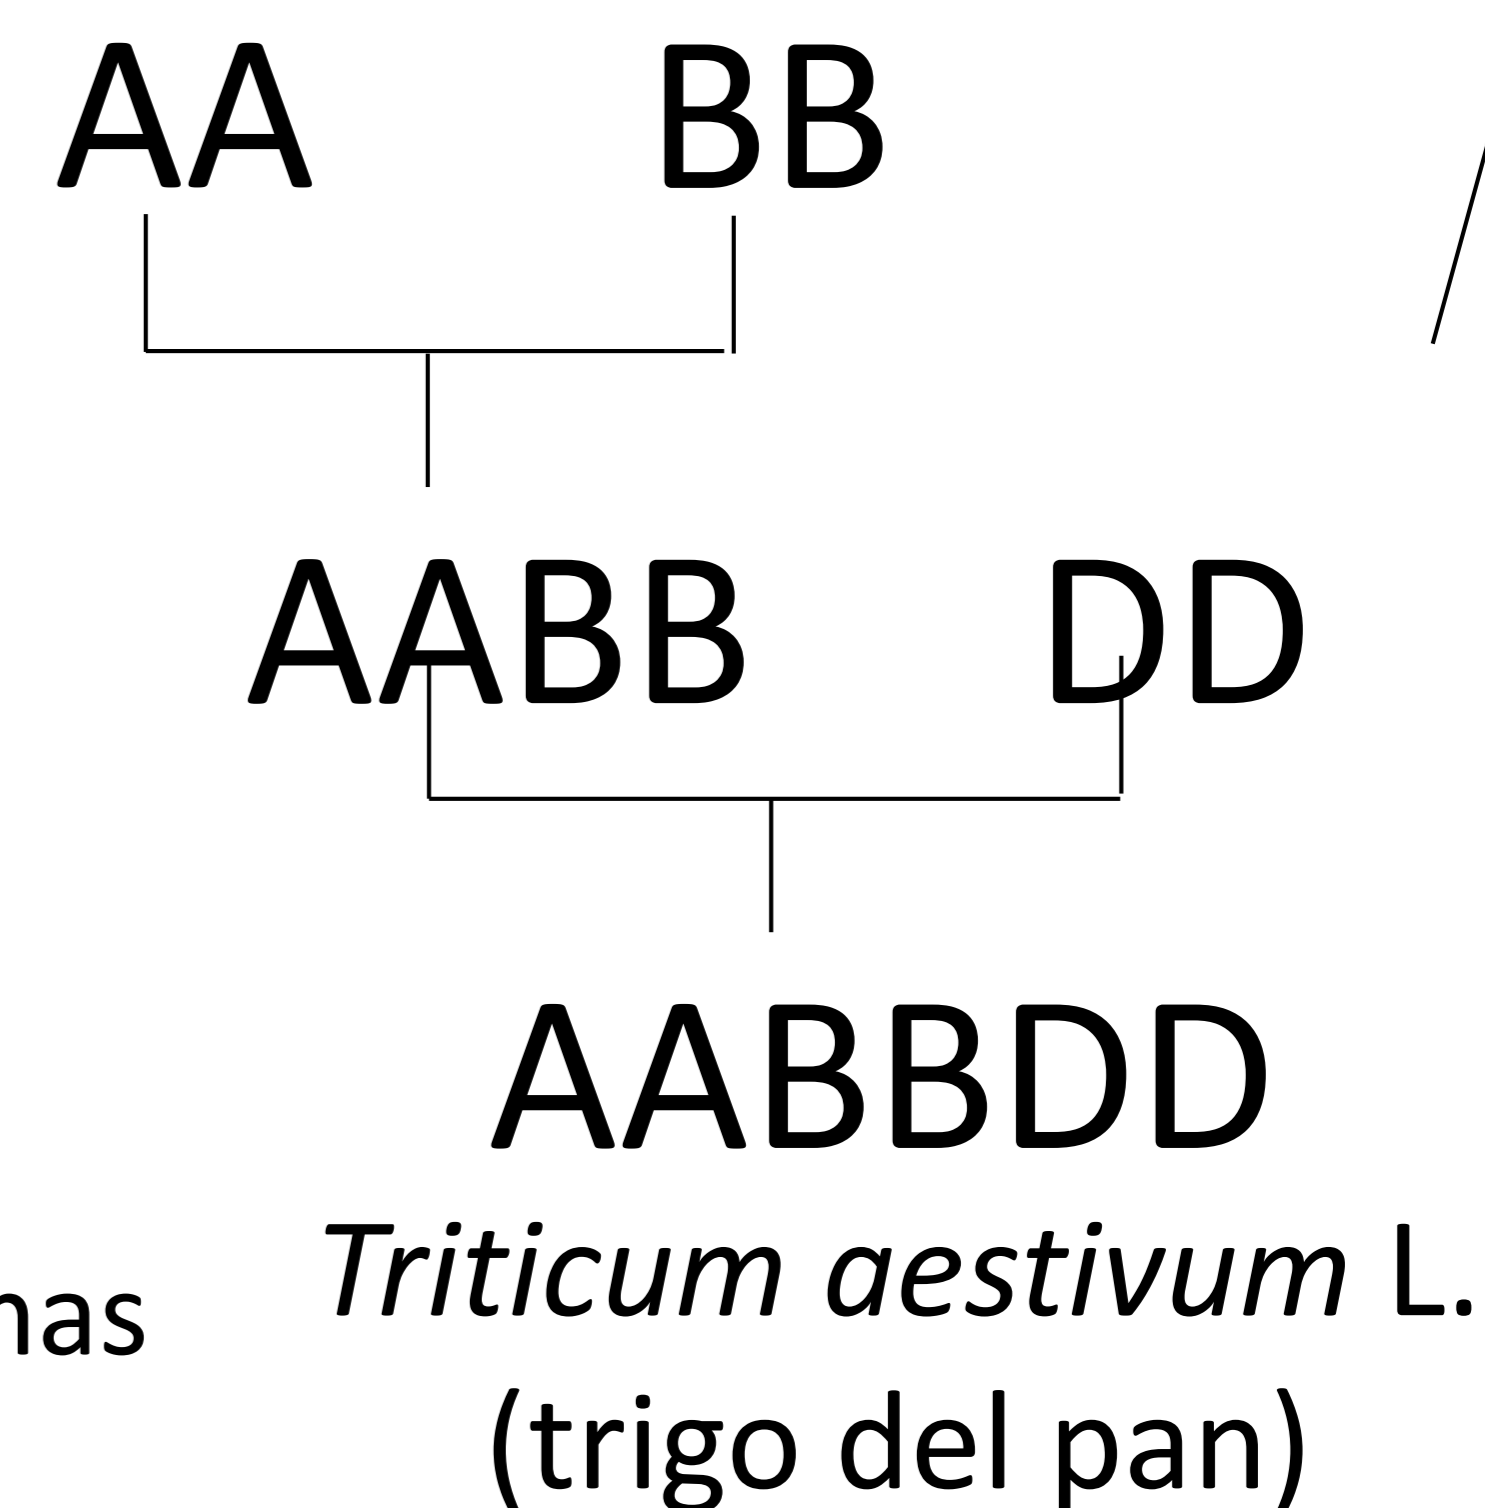 AA BB
AABB DD
AABBDD
Triticum aestivum L.
(trigo del pan)